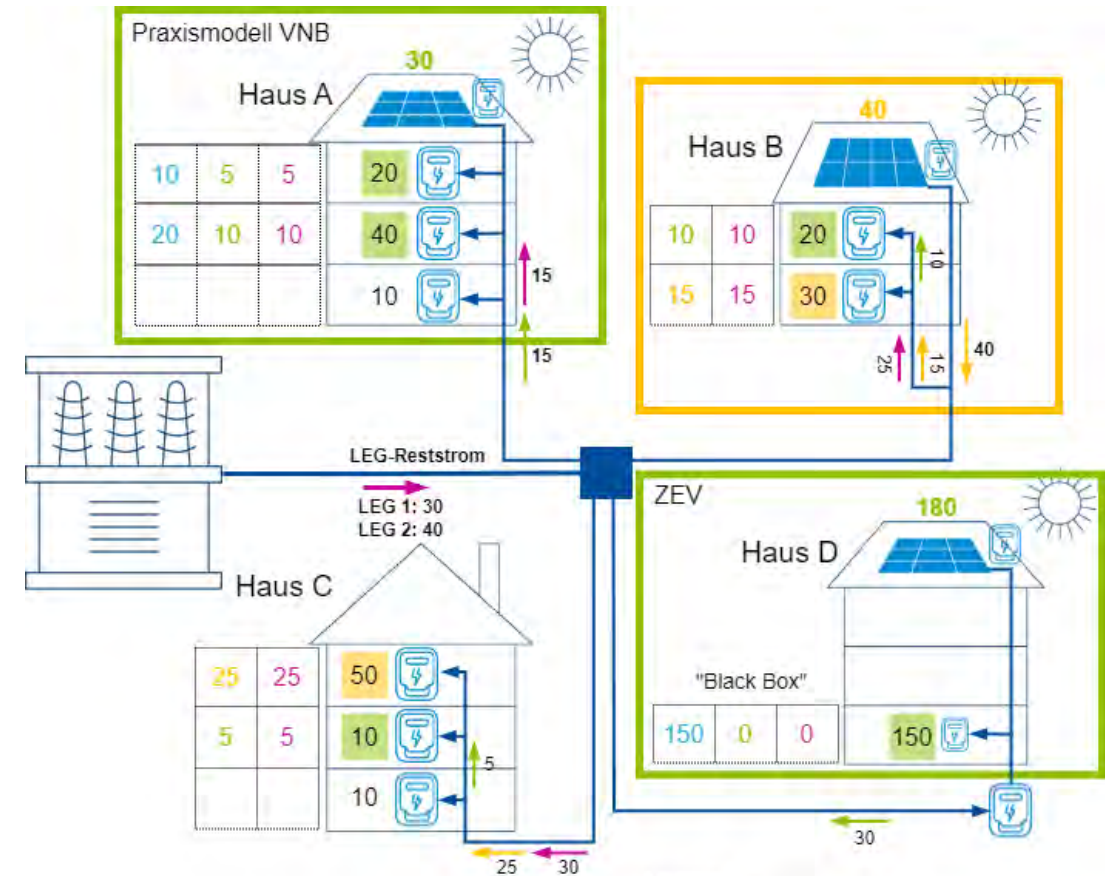 Praxismodell VNB
30
Haus A
10 5 5 20
20 10 10 40
10
15
15
40
Haus B
10 10 20
15 15 30
10
25
15
40
LEG-Reststrom
LEG 1: 30
LEG 2: 40
ZEV
180
Haus D
"Black Box"
150 0 0 150
30
Haus C
25 25 50
5 5 10
10
5
25 30